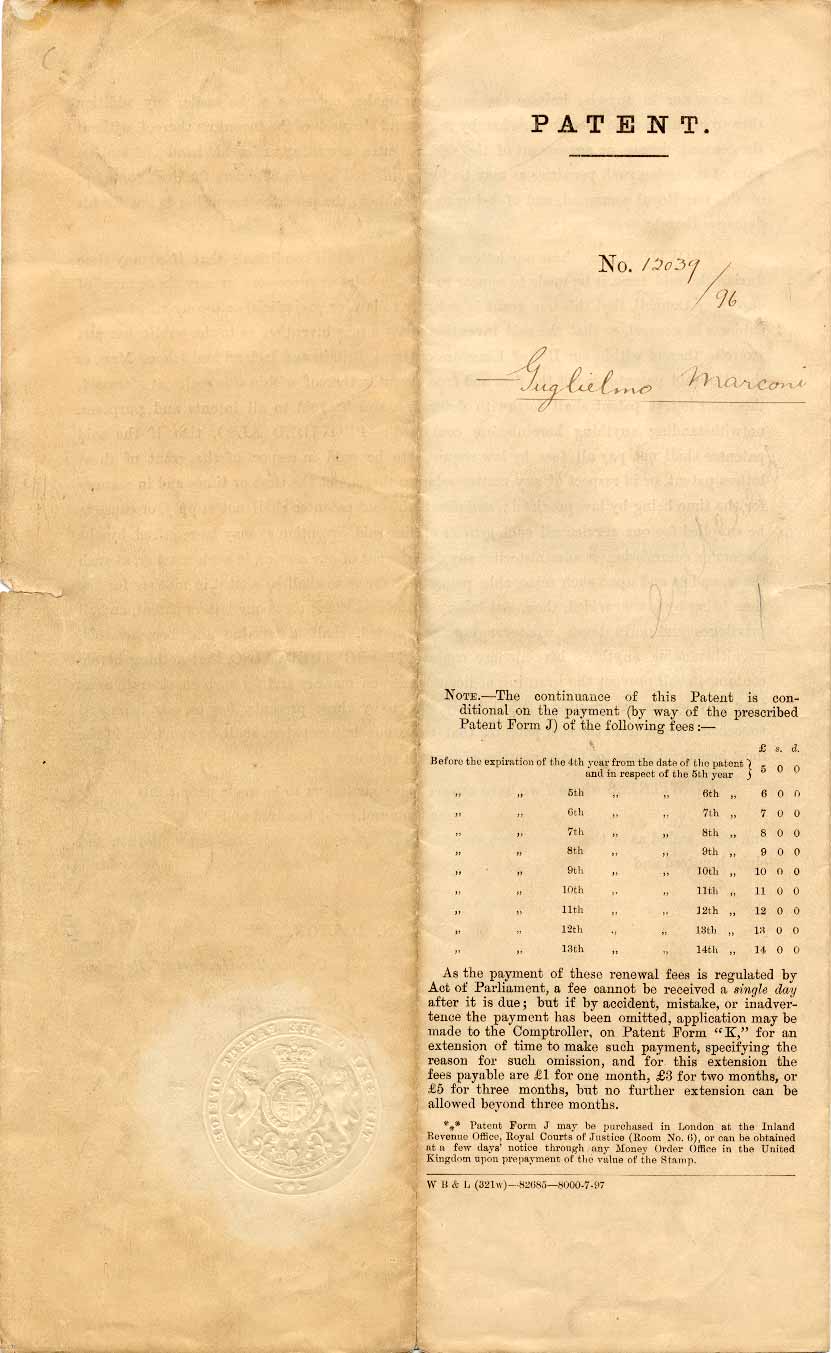 PATENT.
No. 12039
/96
Guglielmo Marconi
NOTE.—The continuance of this Patent is con-
ditional on the payment (by way of the prescribed
Patent Form J) of the following fees :—
£ s. d.
Before the expiration of the 4th year from the date of the patent }
and in respect of the 5th year } 5 0 0
„ „ 5th „ „ 6th „ 6 0 0
„ „ 6th „ „ 7th „ 7 0 0
„ „ 7th „ „ 8th „ 8 0 0
„ „ 8th „ „ 9th „ 9 0 0
„ „ 9th „ „ 10th „ 10 0 0
„ „ 10th „ „ 11th „ 11 0 0
„ „ 11th „ „ 12th „ 12 0 0
„ „ 12th „ „ 13th „ 13 0 0
„ „ 13th „ „ 14th „ 14 0 0
As the payment of these renewal fees is regulated by
Act of Parliament, a fee cannot be received a single day
after it is due; but if by accident, mistake, or inadver-
tence the payment has been omitted, application may be
made to the Comptroller, on Patent Form “K,” for an
extension of time to make such payment, specifying the
reason for such omission, and for this extension the
fees payable are £1 for one month, £3 for two months, or
£5 for three months, but no further extension can be
allowed beyond three months.
*** Patent Form J may be purchased in London at the Inland
Revenue Office, Royal Courts of Justice (Room No. 6), or can be obtained
at a few days’ notice through any Money Order Office in the United
Kingdom upon prepayment of the value of the Stamp.
W B & L (321w)—82685—8000-7-97